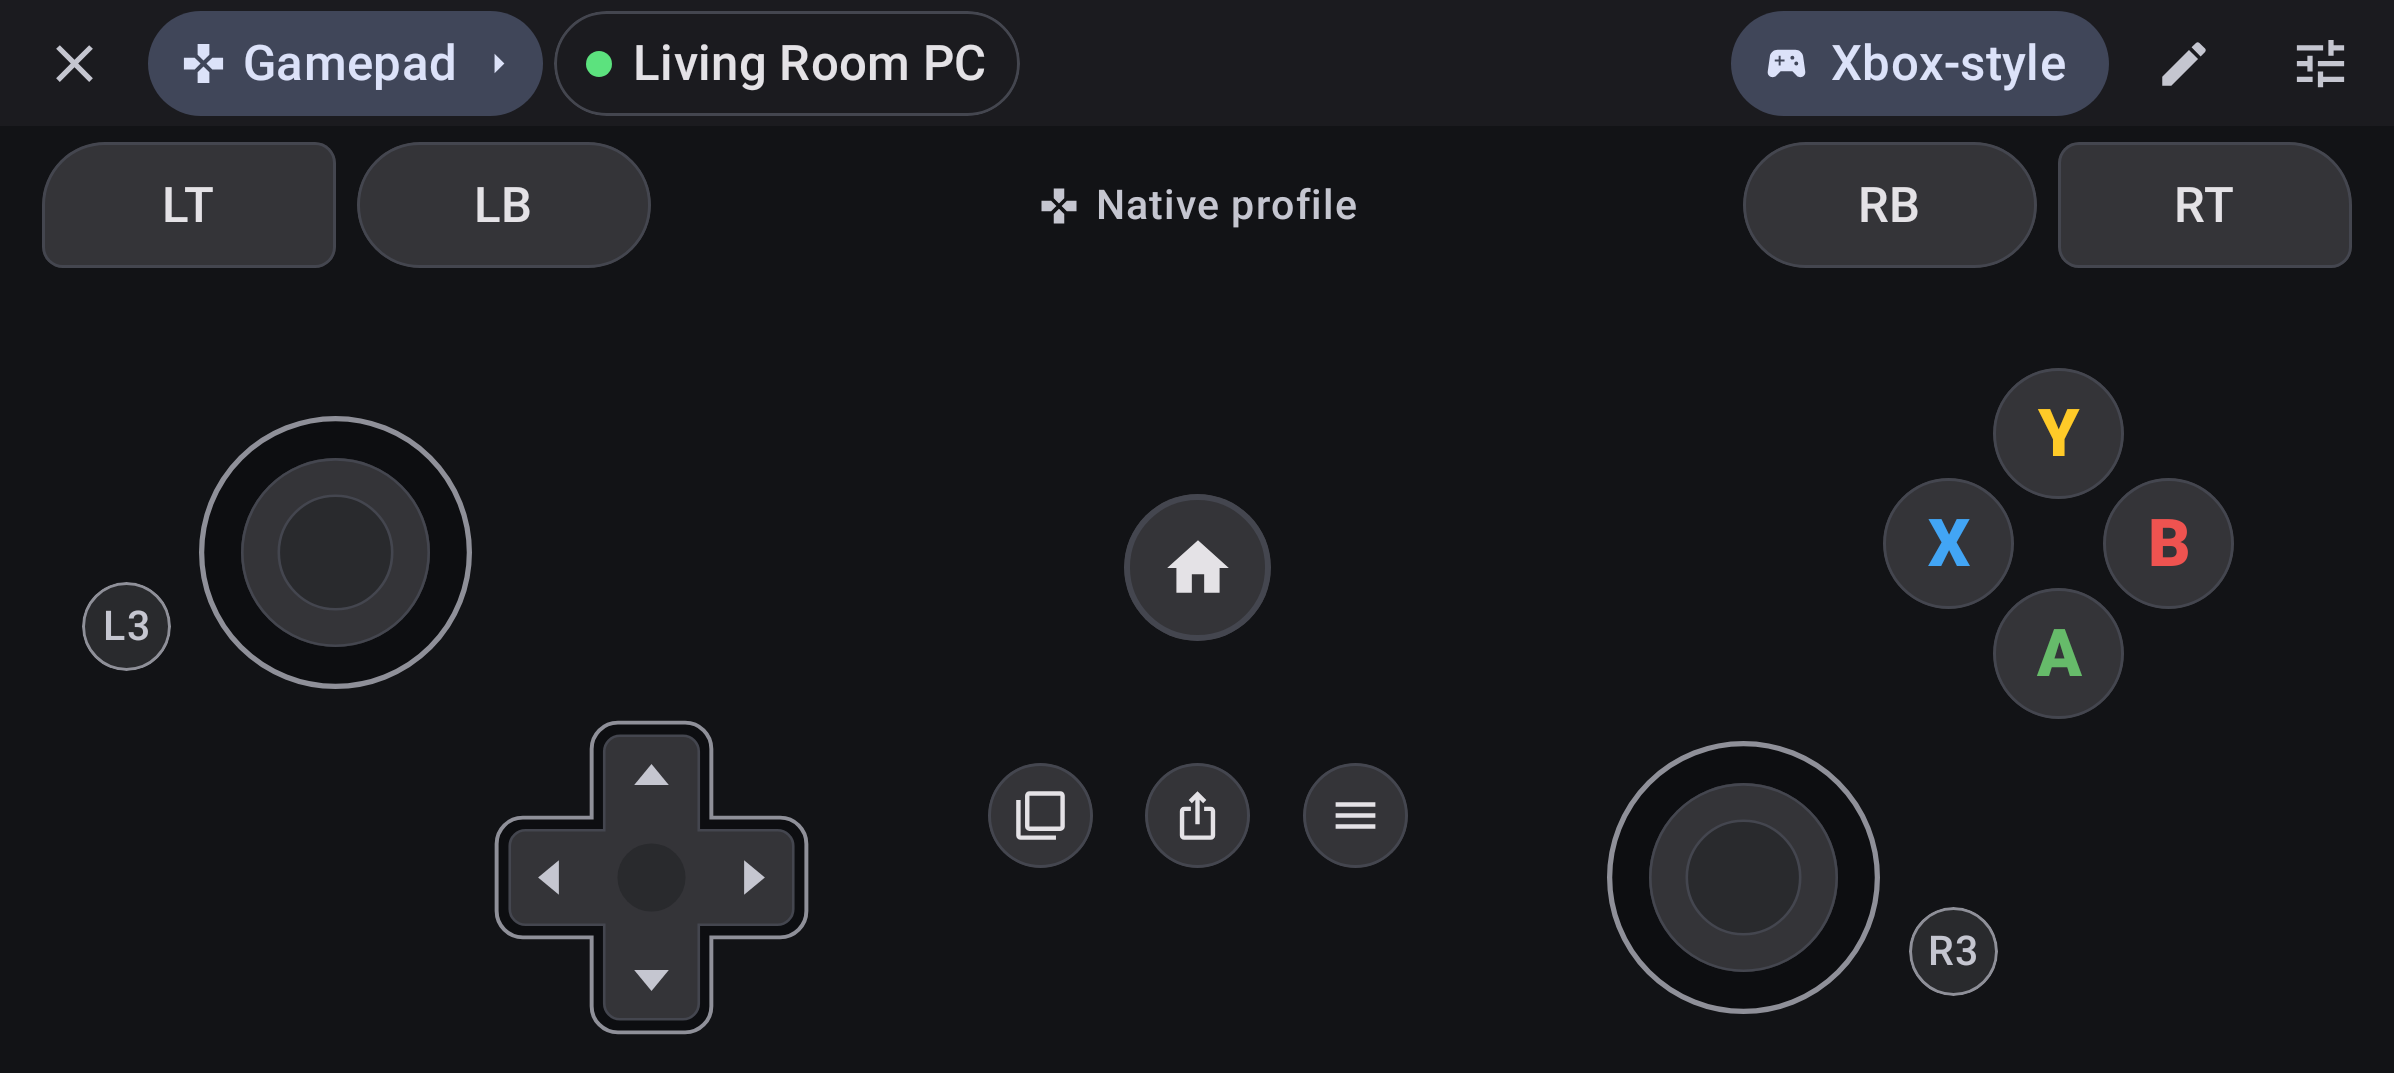 Gamepad
Living Room PC
Xbox-style
LT
LB
Native profile
RB
RT
Y
X
B
A
L3
R3